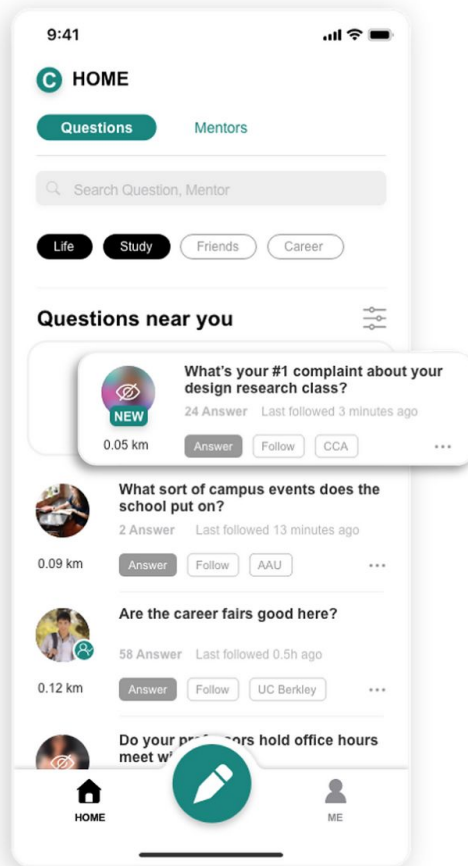 9:41
C HOME
Questions Mentors
Search Question, Mentor
Life Study Friends Career
Questions near you
What's your #1 complaint about your
design research class?
NEW
24 Answer Last followed 3 minutes ago
0.05 km Answer Follow CCA
What sort of campus events does the
school put on?
2 Answer Last followed 13 minutes ago
0.09 km Answer Follow AAU
Are the career fairs good here?
58 Answer Last followed 0.5h ago
0.12 km Answer Follow UC Berkley
Do your office hours
meet
HOME ME